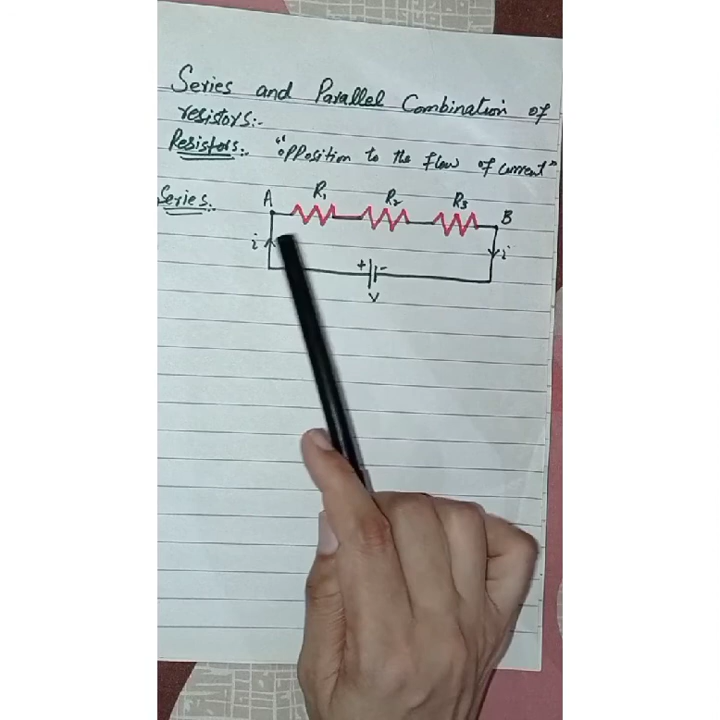 Series and Parallel Combination of
resistors:-
Resistors:- "opposition to the flow of current"
Series:-
A R₁ R₂ R₃ B
i i
+ -
V